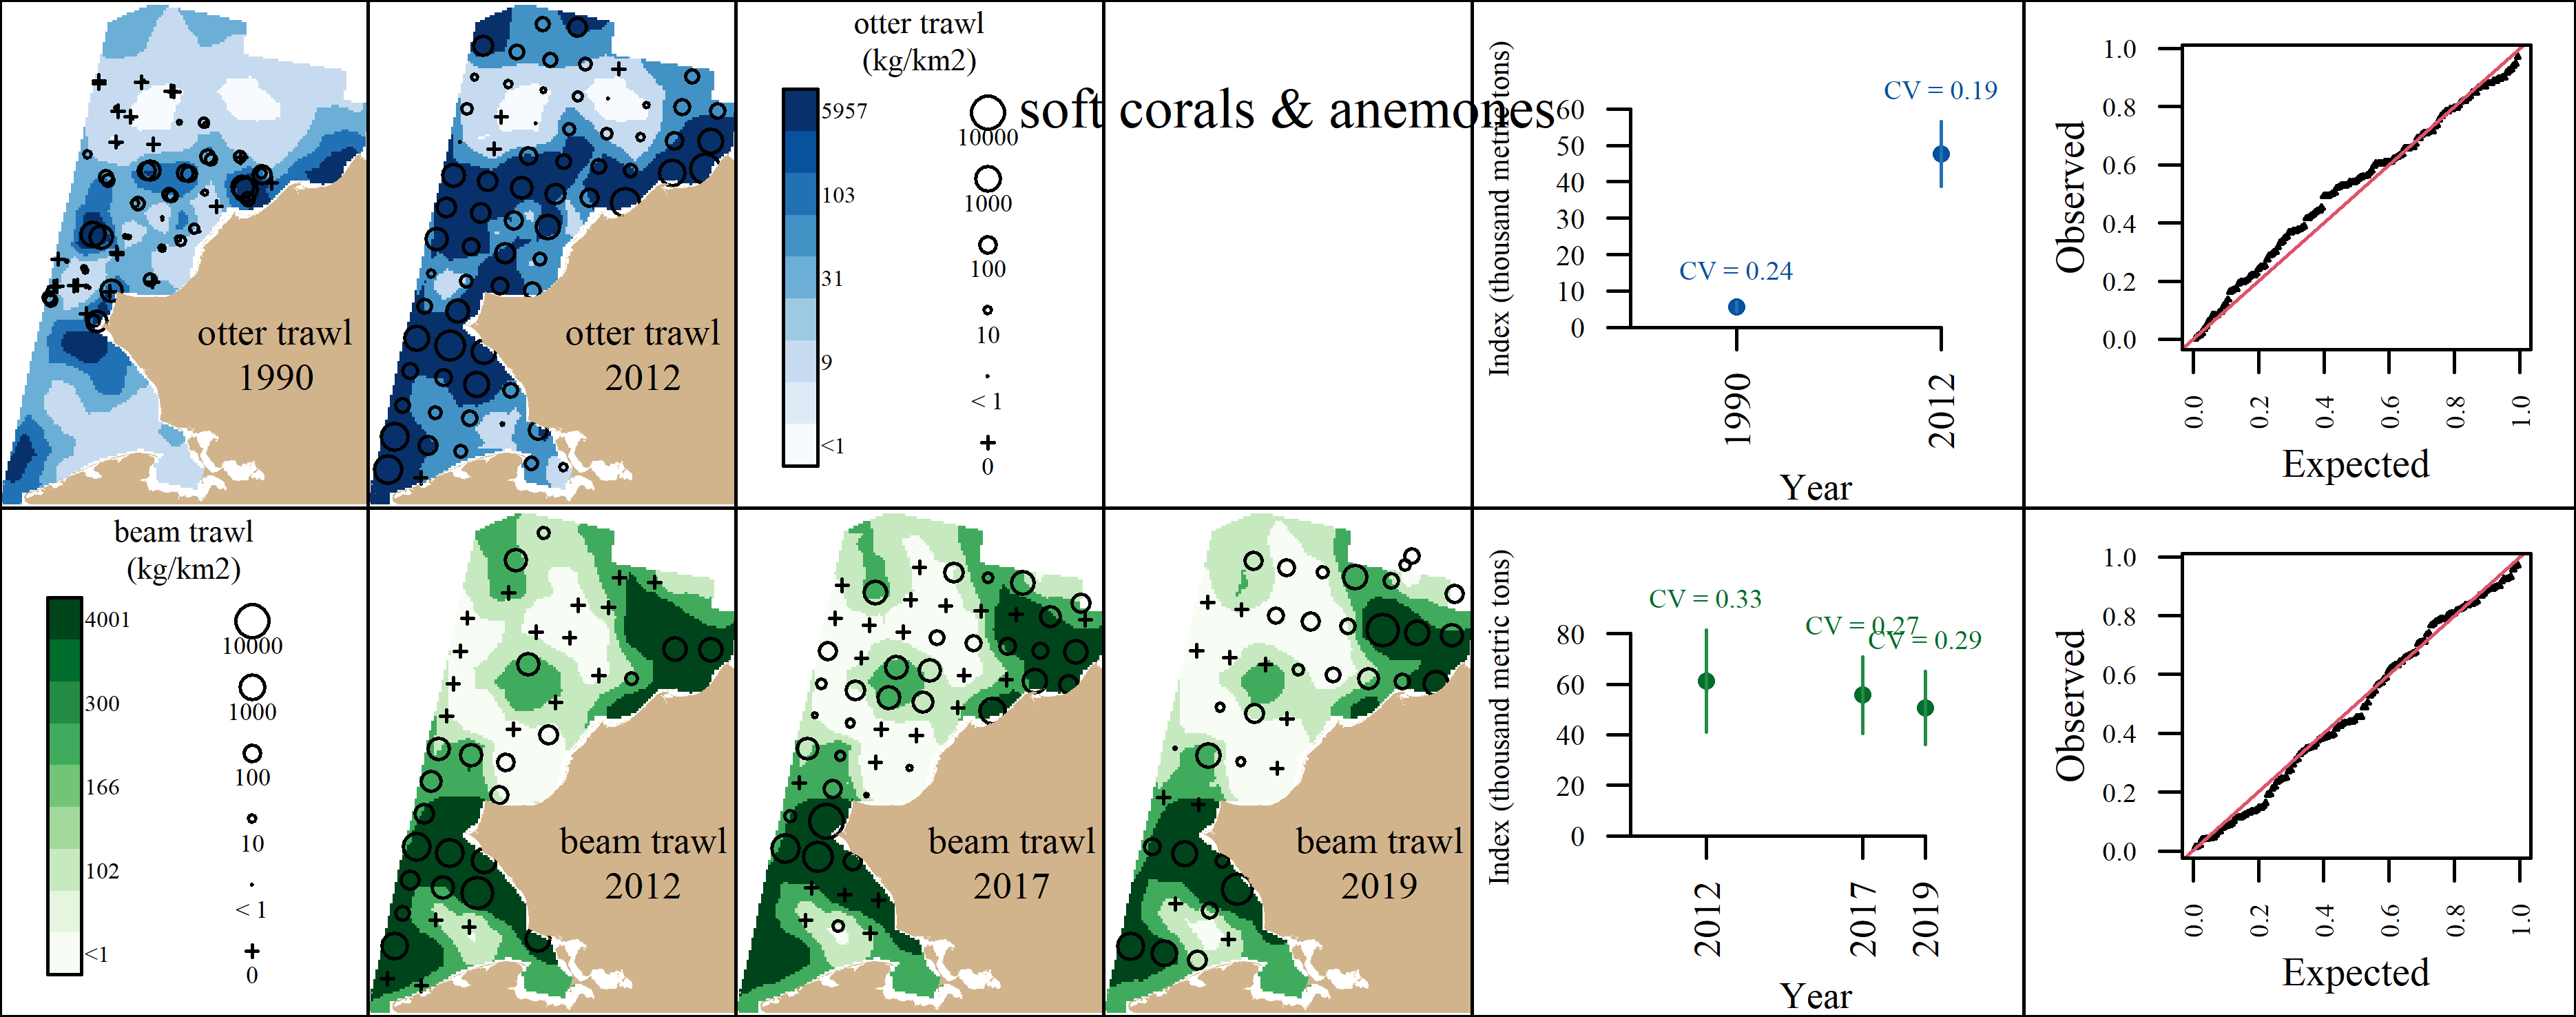 otter trawl
1990
otter trawl
2012
otter trawl
(kg/km2)
5957
103
31
9
<1
10000
1000
100
10
< 1
0
soft corals & anemones
Index (thousand metric tons)
60
50
40
30
20
10
0
CV = 0.24
CV = 0.19
1990
2012
Year
Observed
1.0
0.8
0.6
0.4
0.2
0.0
0.0
0.2
0.4
0.6
0.8
1.0
Expected
beam trawl
(kg/km2)
4001
300
166
102
<1
10000
1000
100
10
< 1
0
beam trawl
2012
beam trawl
2017
beam trawl
2019
Index (thousand metric tons)
80
60
40
20
0
CV = 0.33
CV = 0.27
CV = 0.29
2012
2017
2019
Year
Observed
1.0
0.8
0.6
0.4
0.2
0.0
0.0
0.2
0.4
0.6
0.8
1.0
Expected